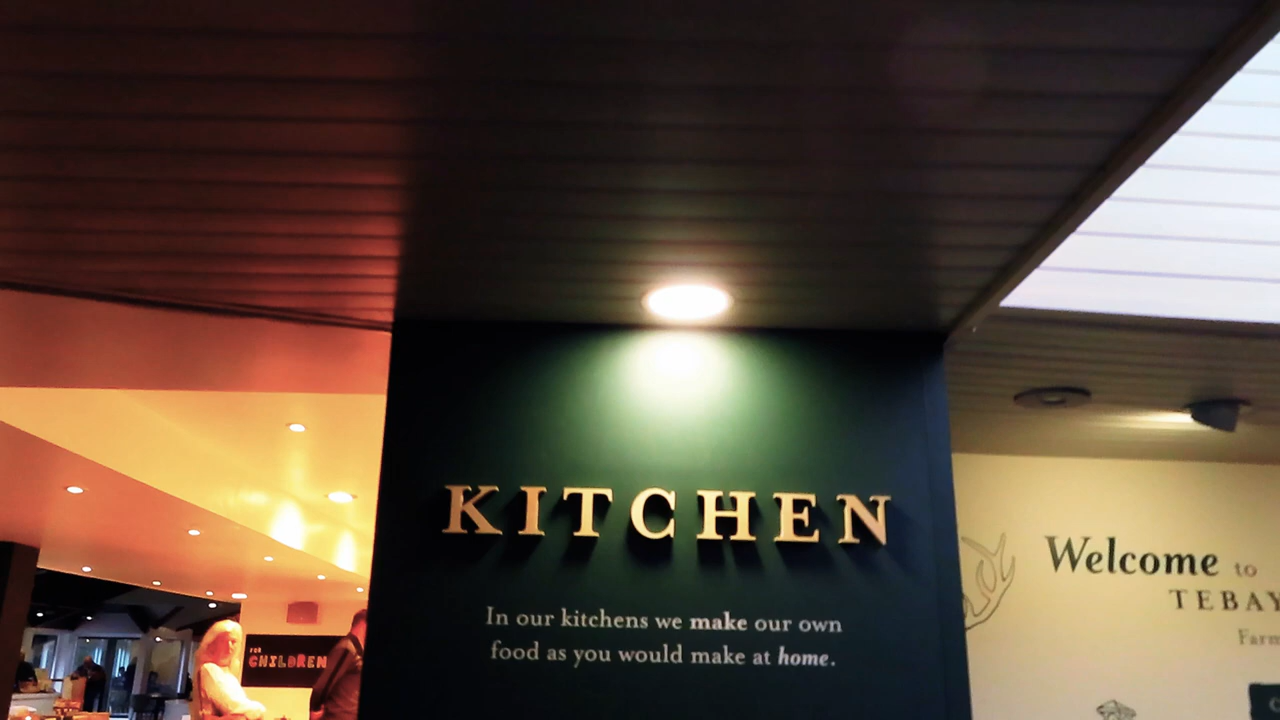 KITCHEN
In our kitchens we make our own
food as you would make at home.
FOR
CHILDREN
Welcome to
TEBAY